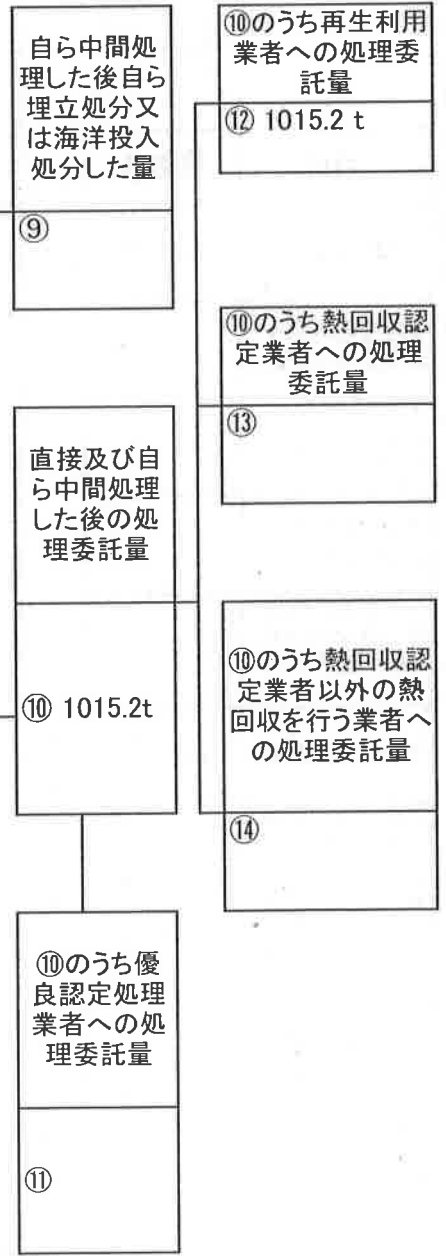 自ら中間処
理した後自ら
埋立処分又
は海洋投入
処分した量
⑨
直接及び自
ら中間処理
した後の処
理委託量
⑩ 1015.2t
⑩のうち優
良認定処理
業者への処
理委託量
⑪
⑩のうち再生利用
業者への処理委
託量
⑫ 1015.2 t
⑩のうち熱回収認
定業者への処理
委託量
⑬
⑩のうち熱回収認
定業者以外の熱
回収を行う業者へ
の処理委託量
⑭